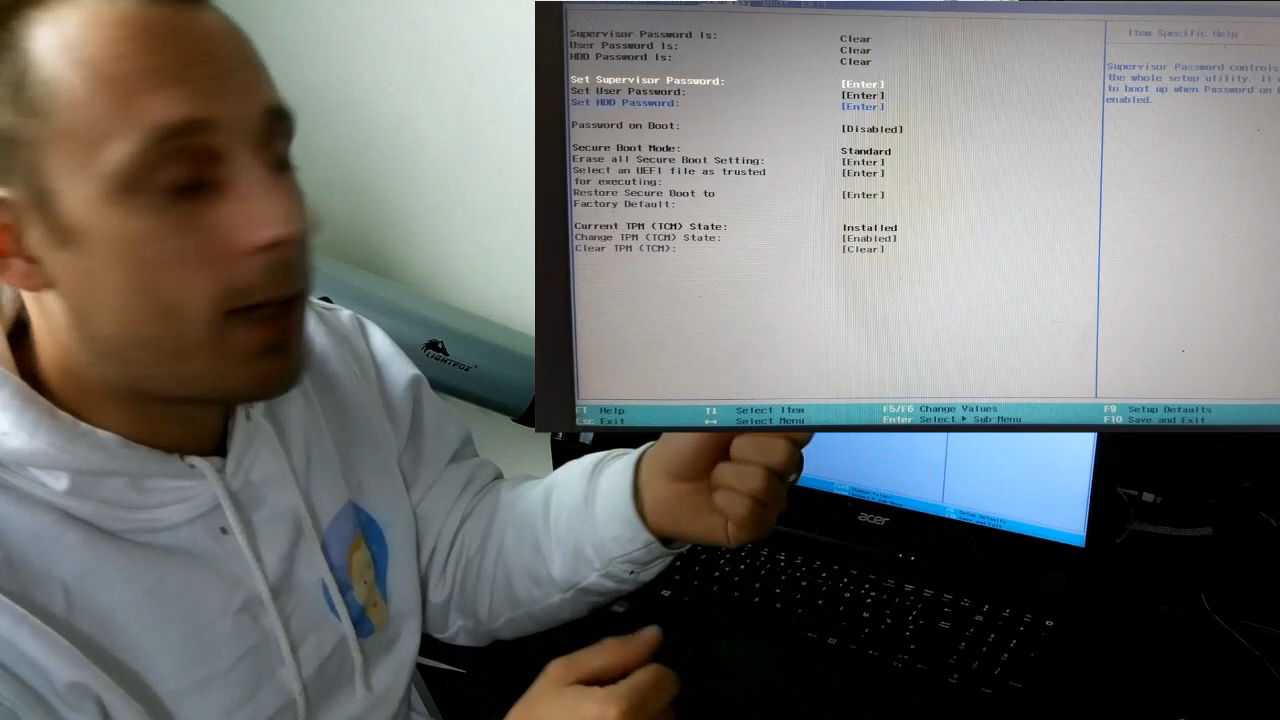 Boot Exit
Supervisor Password Is: Clear
User Password Is: Clear
HDD Password Is: Clear
Set Supervisor Password: [Enter]
Set User Password: [Enter]
Set HDD Password: [Enter]
Password on Boot: [Disabled]
Secure Boot Mode: Standard
Erase all Secure Boot Setting: [Enter]
Select an UEFI file as trusted [Enter]
for executing:
Restore Secure Boot to [Enter]
Factory Default:
Current TPM (TCM) State: Installed
Change TPM (TCM) State: [Enabled]
Clear TPM (TCM): [Clear]
Item Specific Help
Supervisor Password controls
the whole setup utility. It
to boot up when Password on
enabled.
F1 Help ↑↓ Select Item F5/F6 Change Values F9 Setup Defaults
Esc Exit ↔ Select Menu Enter Select ▶ Sub-Menu F10 Save and Exit
LIGHTFOX
acer